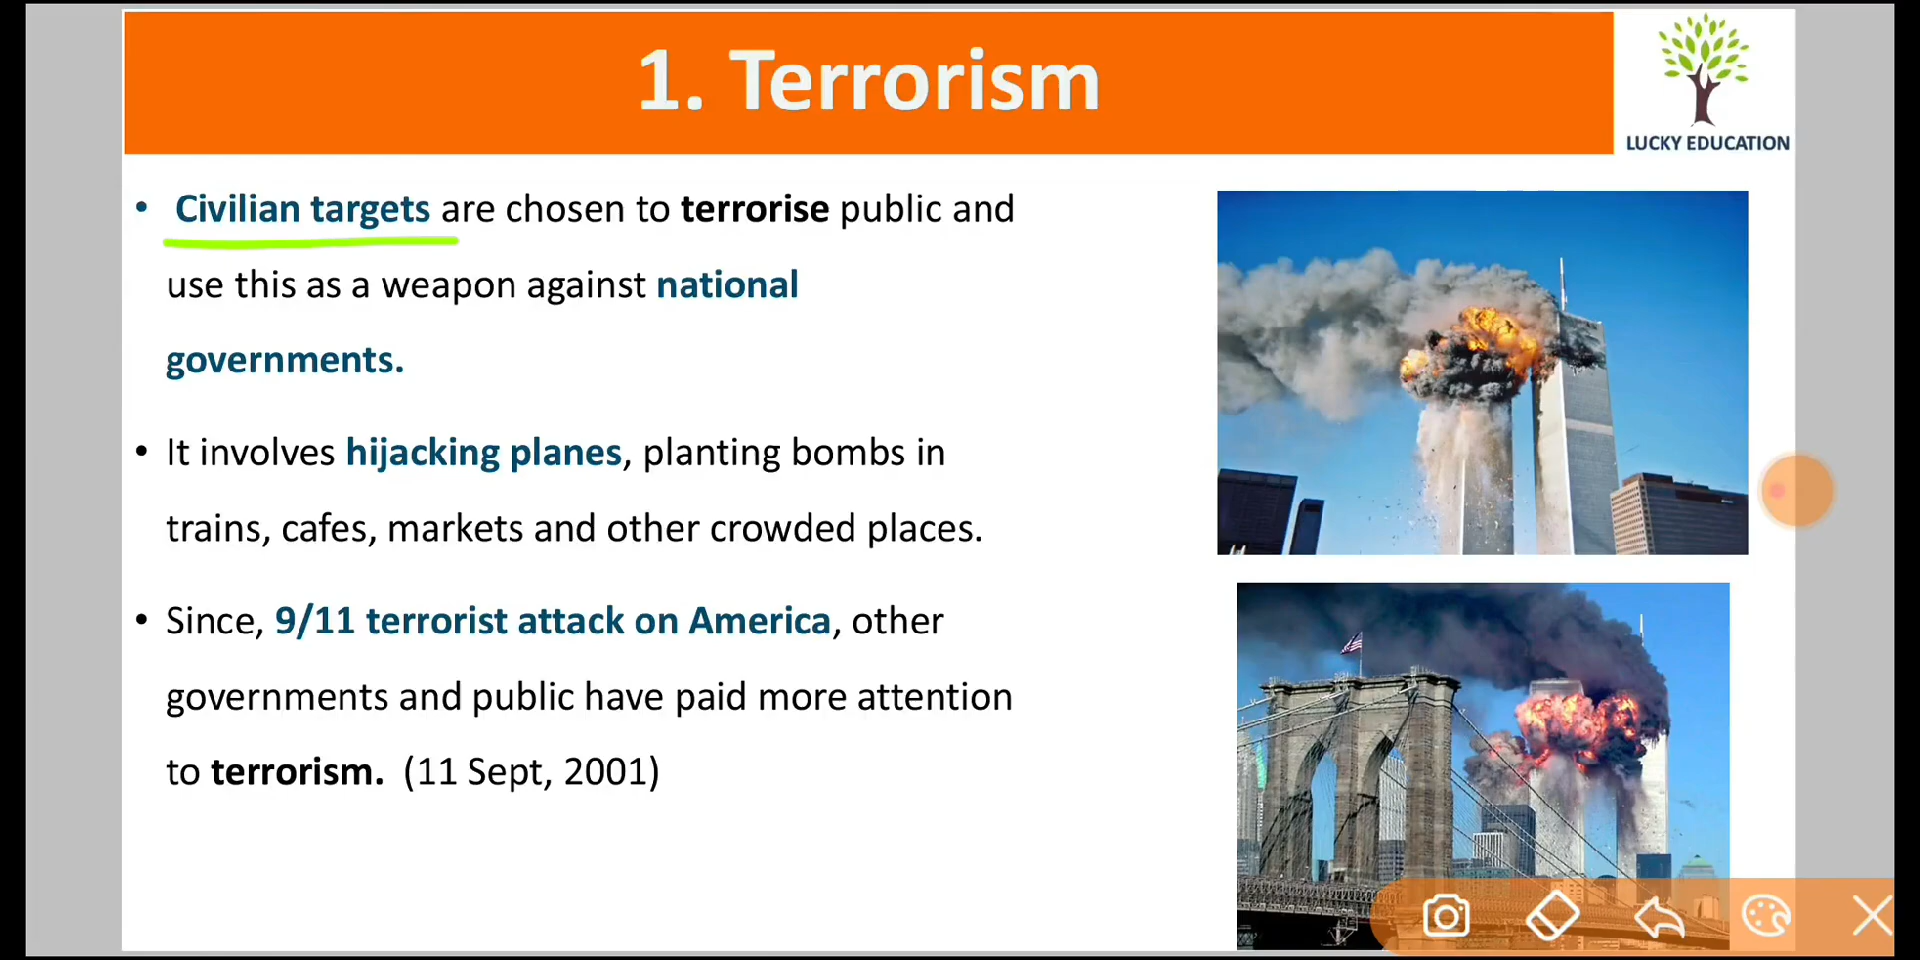 1. Terrorism
LUCKY EDUCATION
• Civilian targets are chosen to terrorise public and
use this as a weapon against national
governments.
• It involves hijacking planes, planting bombs in
trains, cafes, markets and other crowded places.
• Since, 9/11 terrorist attack on America, other
governments and public have paid more attention
to terrorism. (11 Sept, 2001)